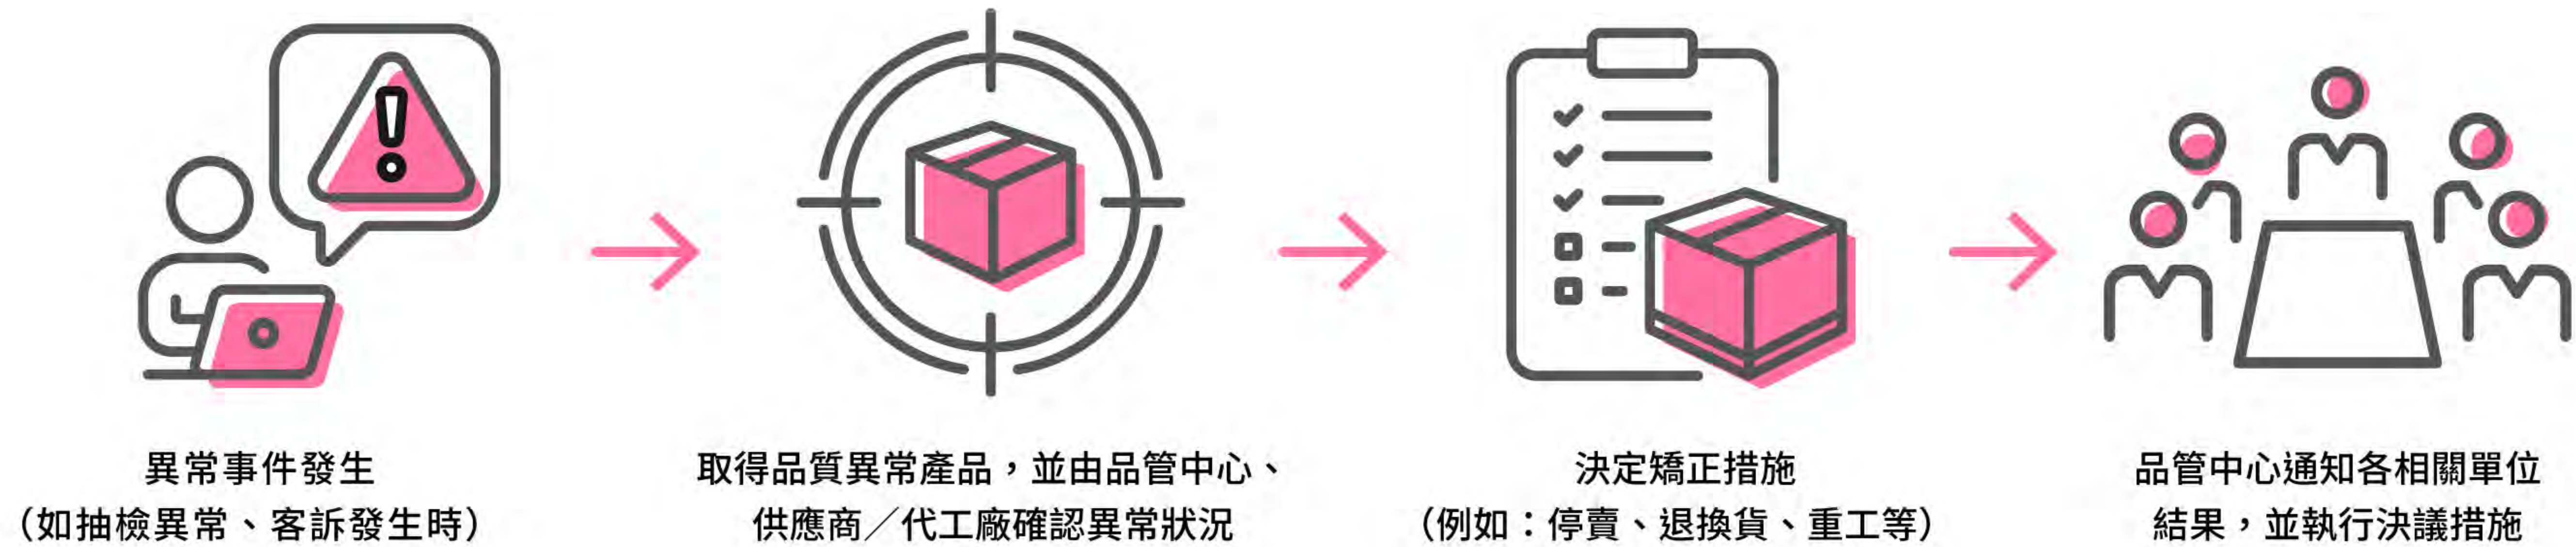 異常事件發生
（如抽檢異常、客訴發生時）
取得品質異常產品，並由品管中心、
供應商／代工廠確認異常狀況
決定矯正措施
（例如：停賣、退換貨、重工等）
品管中心通知各相關單位
結果，並執行決議措施